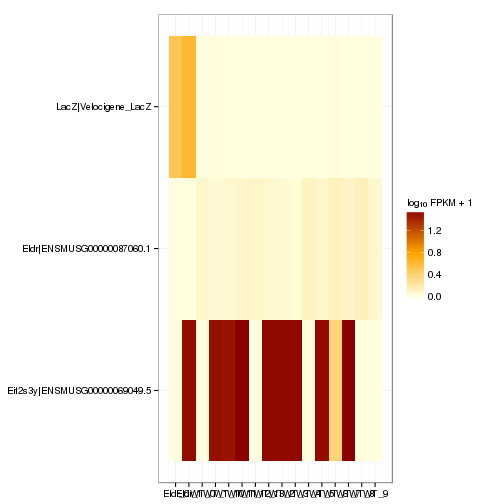 LacZ|Velocigene_LacZ
Eldr|ENSMUSG00000087060.1
Eif2s3y|ENSMUSG00000069049.5
log₁₀ FPKM + 1
1.2
0.8
0.4
0.0